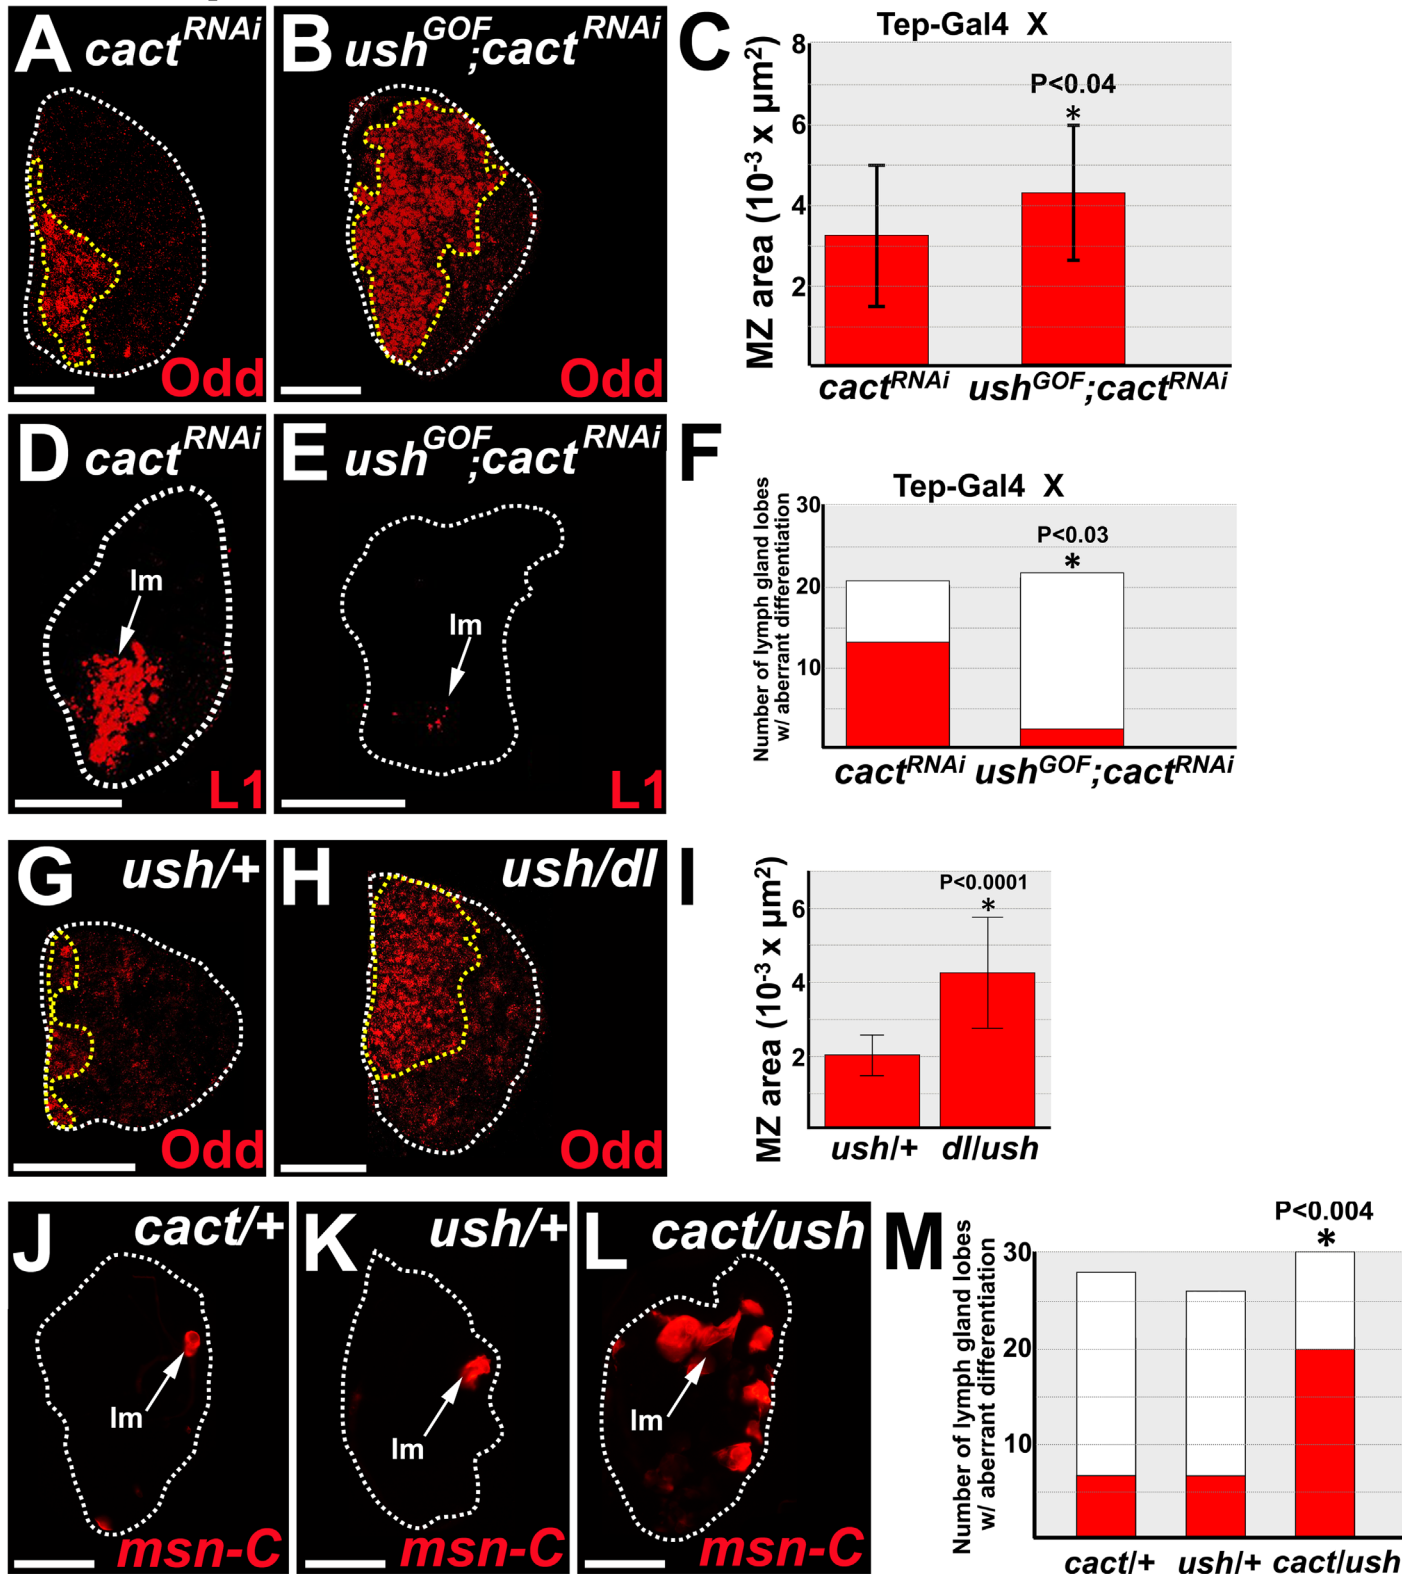 A cact^RNAi
Odd
B ush^GOF;cact^RNAi
Odd
C
Tep-Gal4 X
MZ area (10^-3 x µm^2)
8
6
4
2
P<0.04
*
cact^RNAi
ush^GOF;cact^RNAi
D cact^RNAi
Im
L1
E ush^GOF;cact^RNAi
Im
L1
F
Tep-Gal4 X
Number of lymph gland lobes
w/ aberrant differentiation
30
20
10
P<0.03
*
cact^RNAi
ush^GOF;cact^RNAi
G ush/+
Odd
H ush/dl
Odd
I
MZ area (10^-3 x µm^2)
6
4
2
P<0.0001
*
ush/+
dl/ush
J cact/+
Im
msn-C
K ush/+
Im
msn-C
L cact/ush
Im
msn-C
M
Number of lymph gland lobes
w/ aberrant differentiation
30
20
10
P<0.004
*
cact/+
ush/+
cact/ush